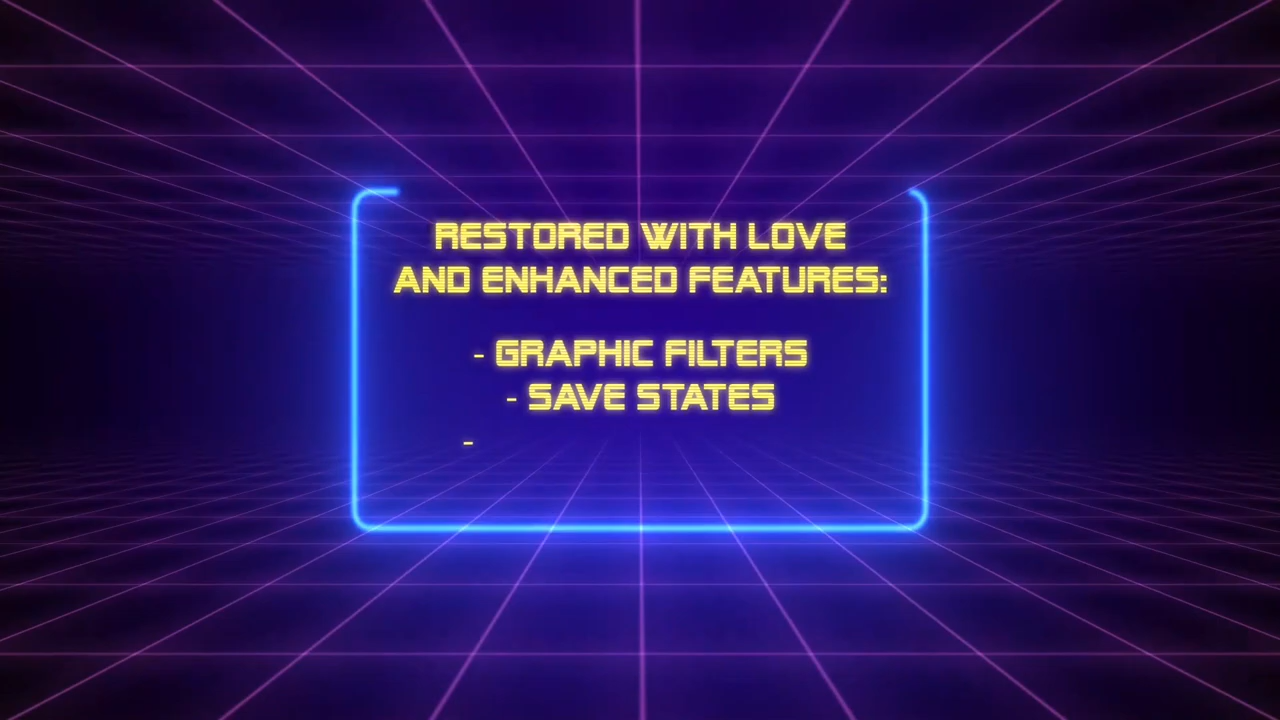 RESTORED WITH LOVE
AND ENHANCED FEATURES:
- GRAPHIC FILTERS
- SAVE STATES
-